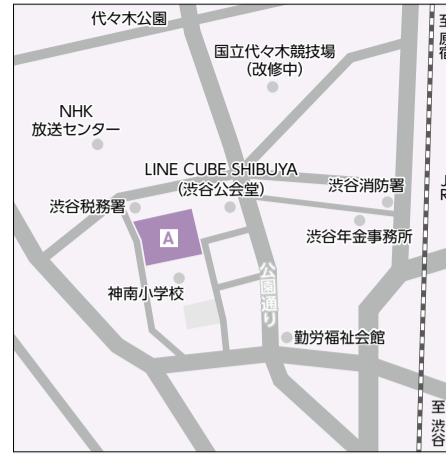 代々木公園
至
原
宿
国立代々木競技場
（改修中）
NHK
放送センター
LINE CUBE SHIBUYA
（渋谷公会堂）
渋谷消防署
JR
渋谷税務署
A
渋谷年金事務所
神南小学校
公園通り
勤労福祉会館
至
渋
谷